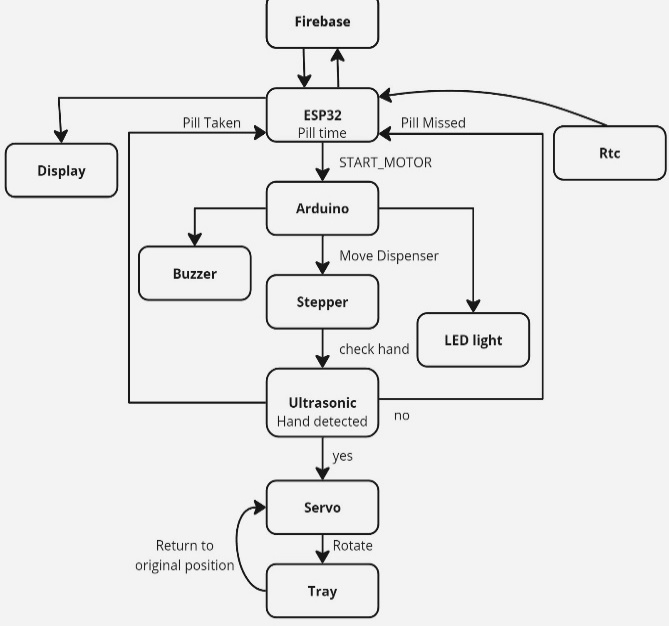 Firebase
ESP32
Pill time
Pill Taken
Pill Missed
Rtc
Display
START_MOTOR
Arduino
Move Dispenser
Buzzer
Stepper
LED light
check hand
Ultrasonic
Hand detected
no
yes
Servo
Rotate
Return to
original position
Tray